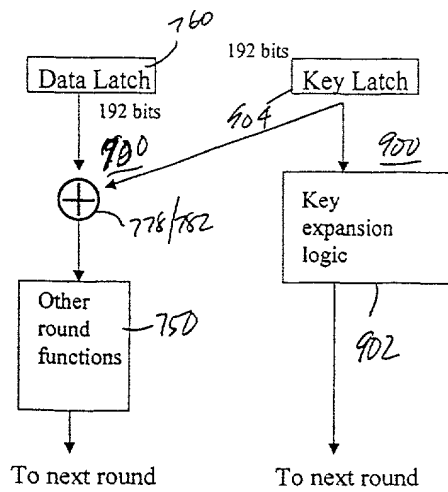 760
192 bits
Data Latch
Key Latch
192 bits
904
900
900
778/782
Key
expansion
logic
Other
round
functions
750
902
To next round
To next round